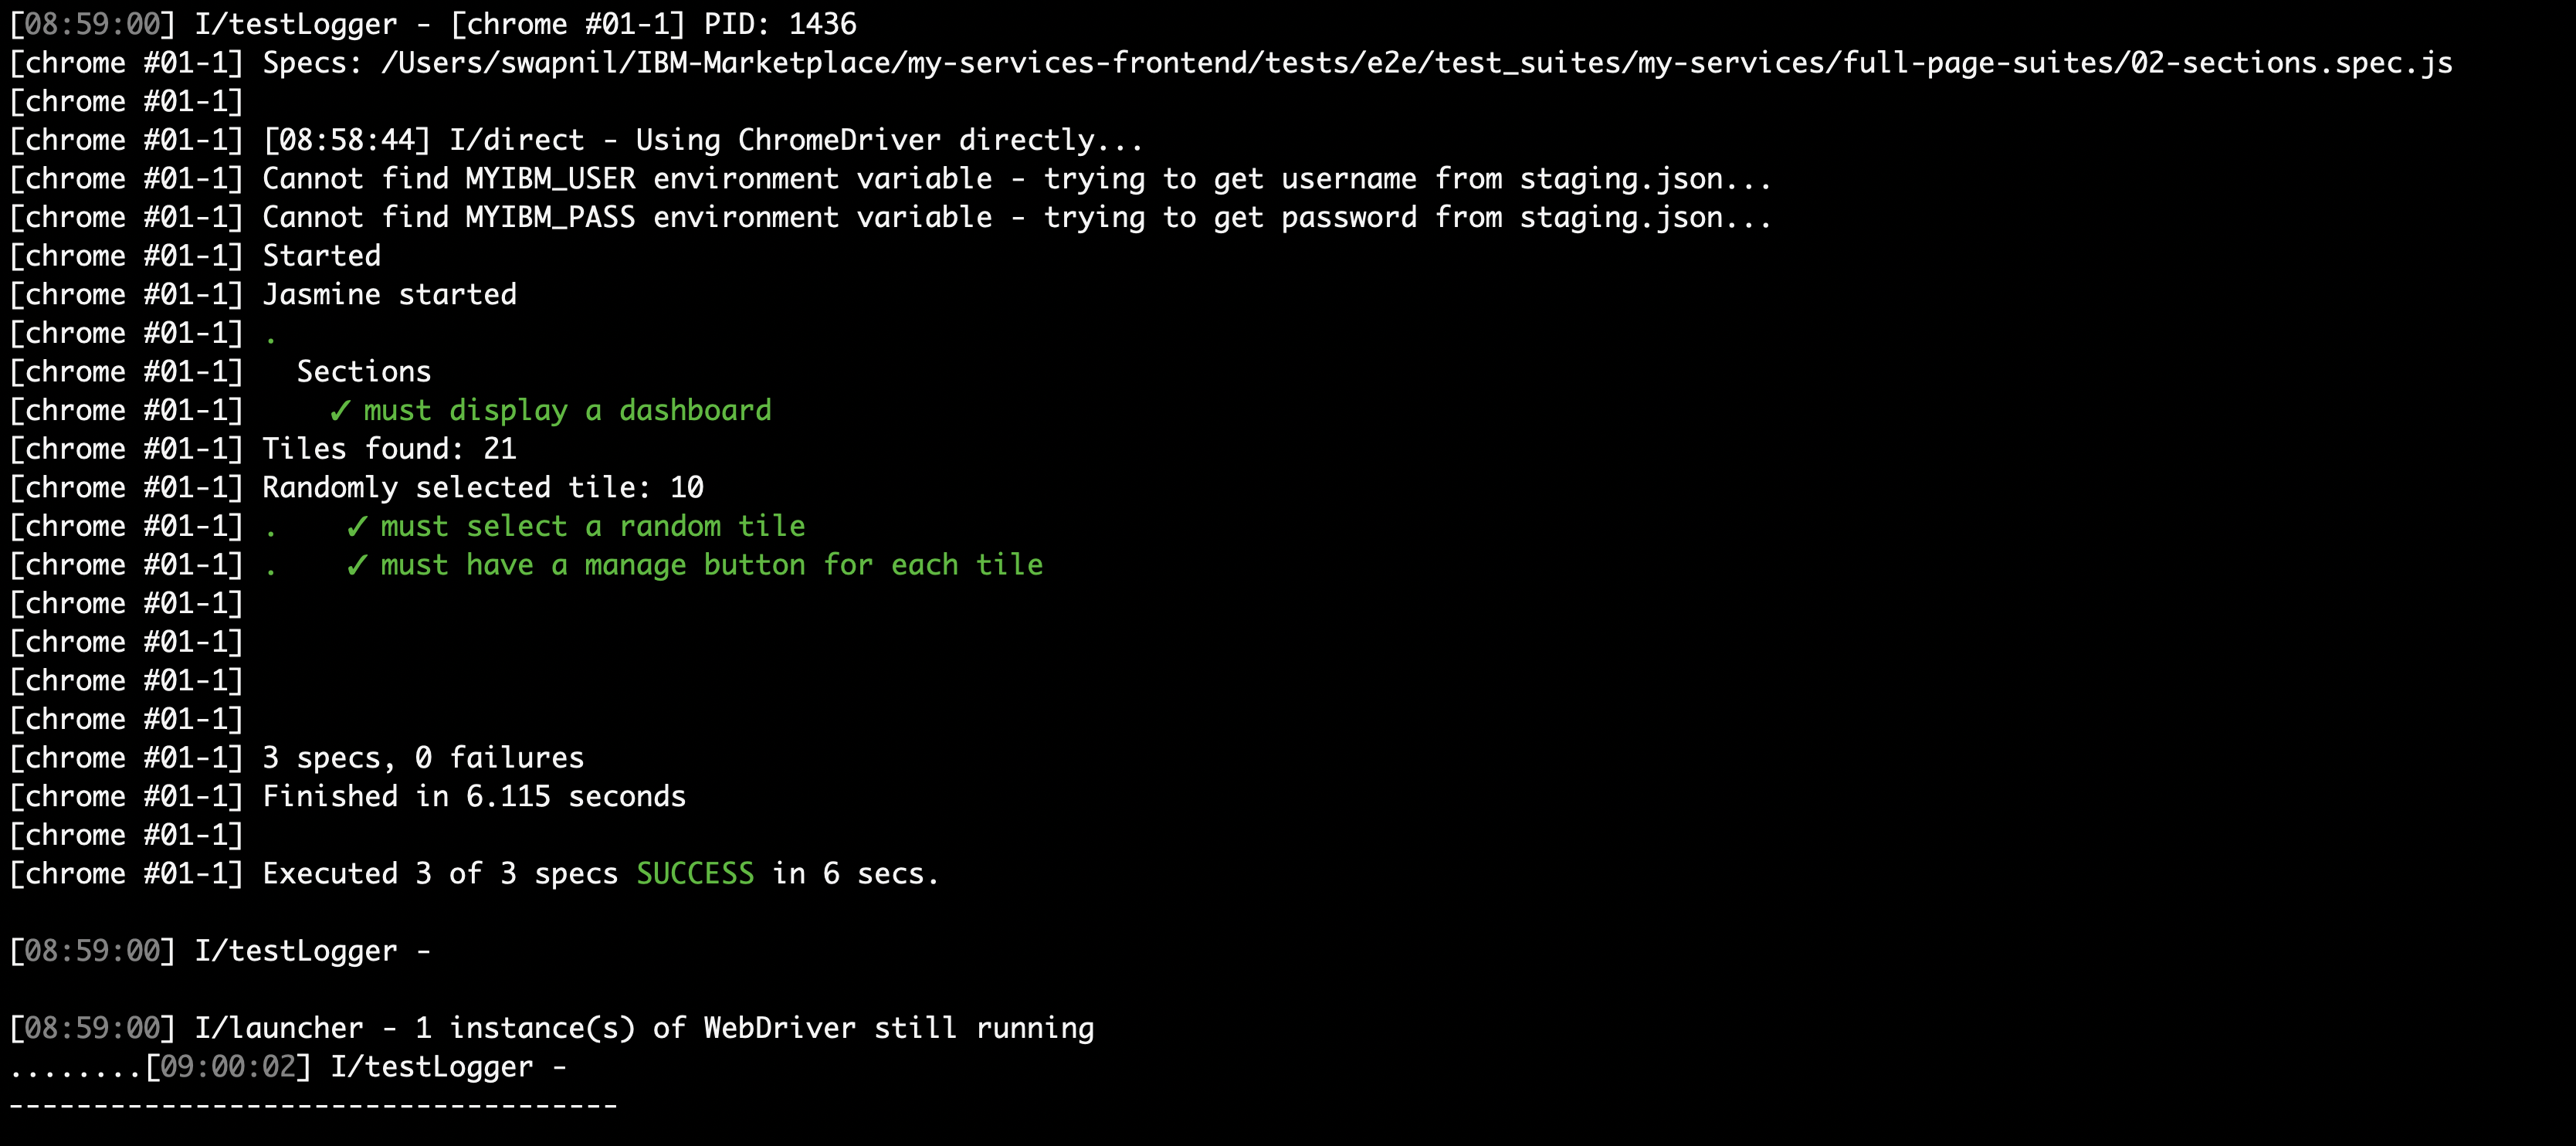 [08:59:00] I/testLogger - [chrome #01-1] PID: 1436
[chrome #01-1] Specs: /Users/swapnil/IBM-Marketplace/my-services-frontend/tests/e2e/test_suites/my-services/full-page-suites/02-sections.spec.js
[chrome #01-1]
[chrome #01-1] [08:58:44] I/direct - Using ChromeDriver directly...
[chrome #01-1] Cannot find MYIBM_USER environment variable - trying to get username from staging.json...
[chrome #01-1] Cannot find MYIBM_PASS environment variable - trying to get password from staging.json...
[chrome #01-1] Started
[chrome #01-1] Jasmine started
[chrome #01-1] .
[chrome #01-1]   Sections
[chrome #01-1]     ✓ must display a dashboard
[chrome #01-1] Tiles found: 21
[chrome #01-1] Randomly selected tile: 10
[chrome #01-1] .    ✓ must select a random tile
[chrome #01-1] .    ✓ must have a manage button for each tile
[chrome #01-1]
[chrome #01-1]
[chrome #01-1]
[chrome #01-1]
[chrome #01-1] 3 specs, 0 failures
[chrome #01-1] Finished in 6.115 seconds
[chrome #01-1]
[chrome #01-1] Executed 3 of 3 specs SUCCESS in 6 secs.
[08:59:00] I/testLogger -
[08:59:00] I/launcher - 1 instance(s) of WebDriver still running
........[09:00:02] I/testLogger -
------------------------------------